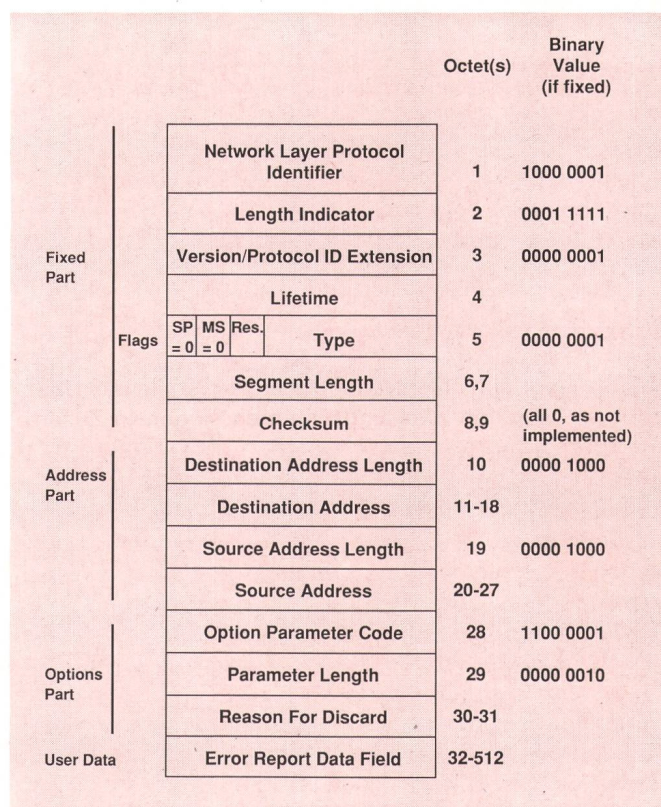 Octet(s) Binary Value (if fixed)
Network Layer Protocol Identifier 1 1000 0001
Length Indicator 2 0001 1111
Fixed Part
Version/Protocol ID Extension 3 0000 0001
Lifetime 4
Flags SP = 0 MS = 0 Res. Type 5 0000 0001
Segment Length 6,7
Checksum 8,9 (all 0, as not implemented)
Address Part
Destination Address Length 10 0000 1000
Destination Address 11-18
Source Address Length 19 0000 1000
Source Address 20-27
Option Parameter Code 28 1100 0001
Options Part
Parameter Length 29 0000 0010
Reason For Discard 30-31
User Data Error Report Data Field 32-512